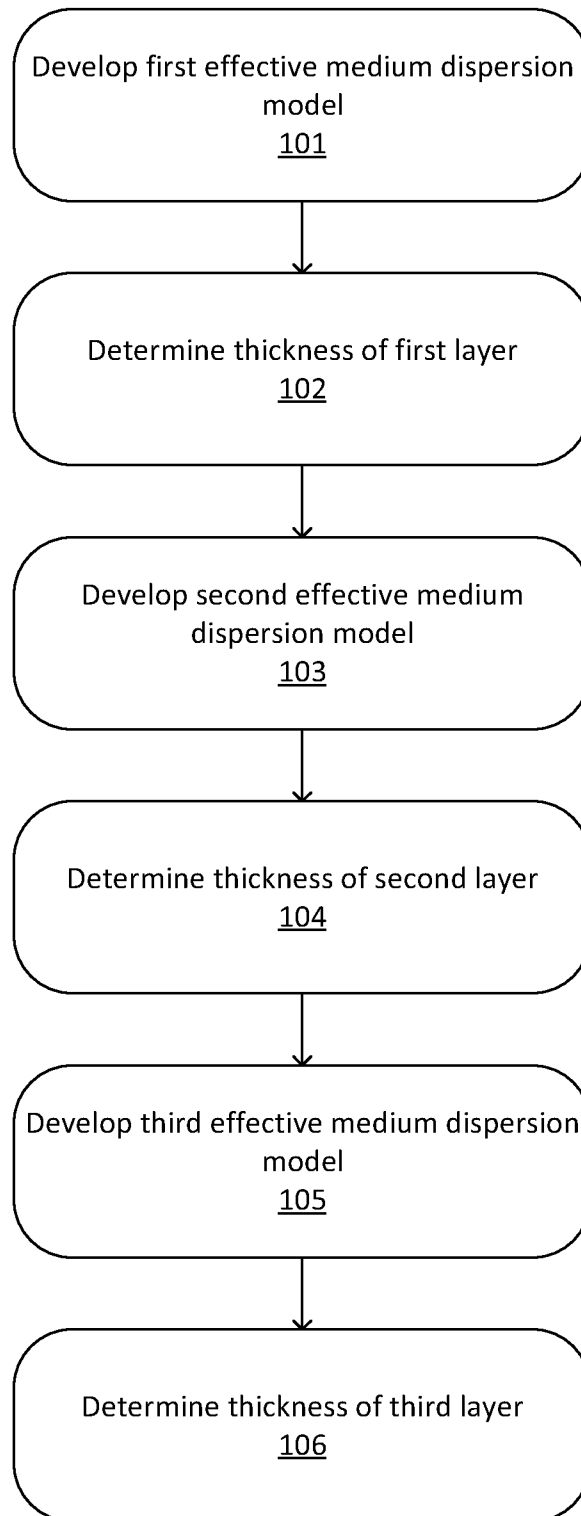 Develop first effective medium dispersion
model
101
Determine thickness of first layer
102
Develop second effective medium
dispersion model
103
Determine thickness of second layer
104
Develop third effective medium dispersion
model
105
Determine thickness of third layer
106